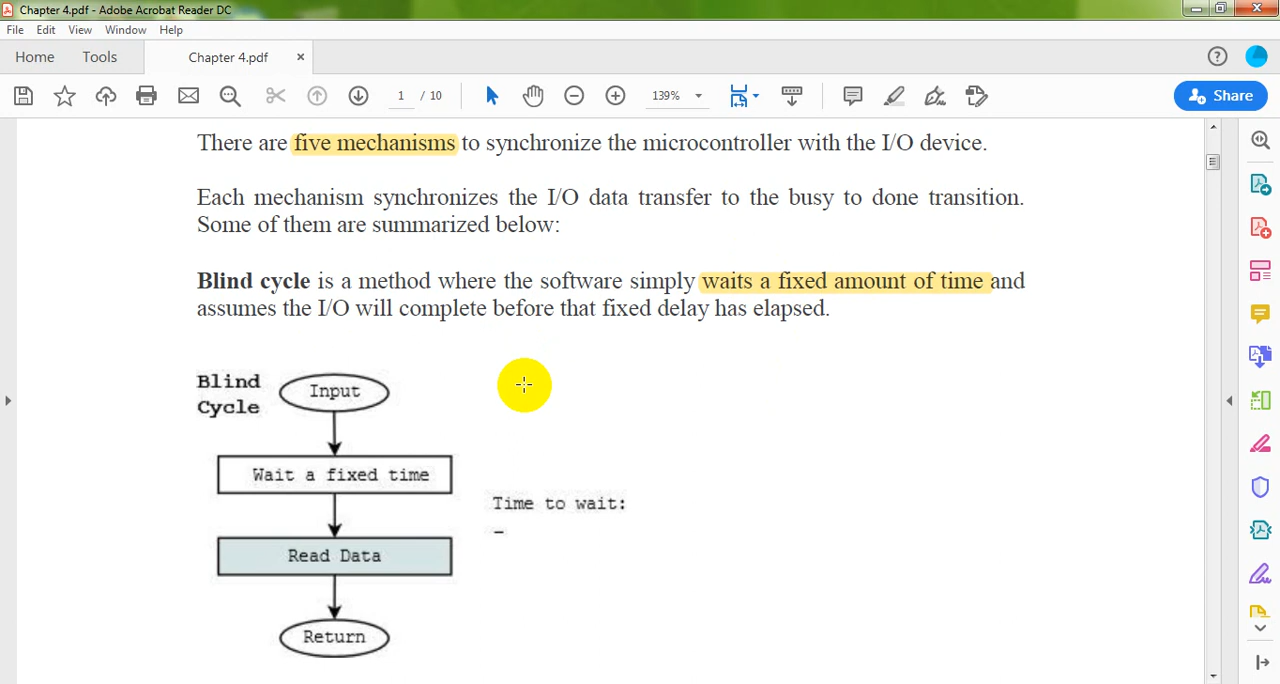 Chapter 4.pdf - Adobe Acrobat Reader DC
File Edit View Window Help
Home Tools Chapter 4.pdf ×
1 / 10 139% Share
There are five mechanisms to synchronize the microcontroller with the I/O device.
Each mechanism synchronizes the I/O data transfer to the busy to done transition.
Some of them are summarized below:
Blind cycle is a method where the software simply waits a fixed amount of time and
assumes the I/O will complete before that fixed delay has elapsed.
Blind
Cycle
Input
Wait a fixed time
Time to wait:
–
Read Data
Return